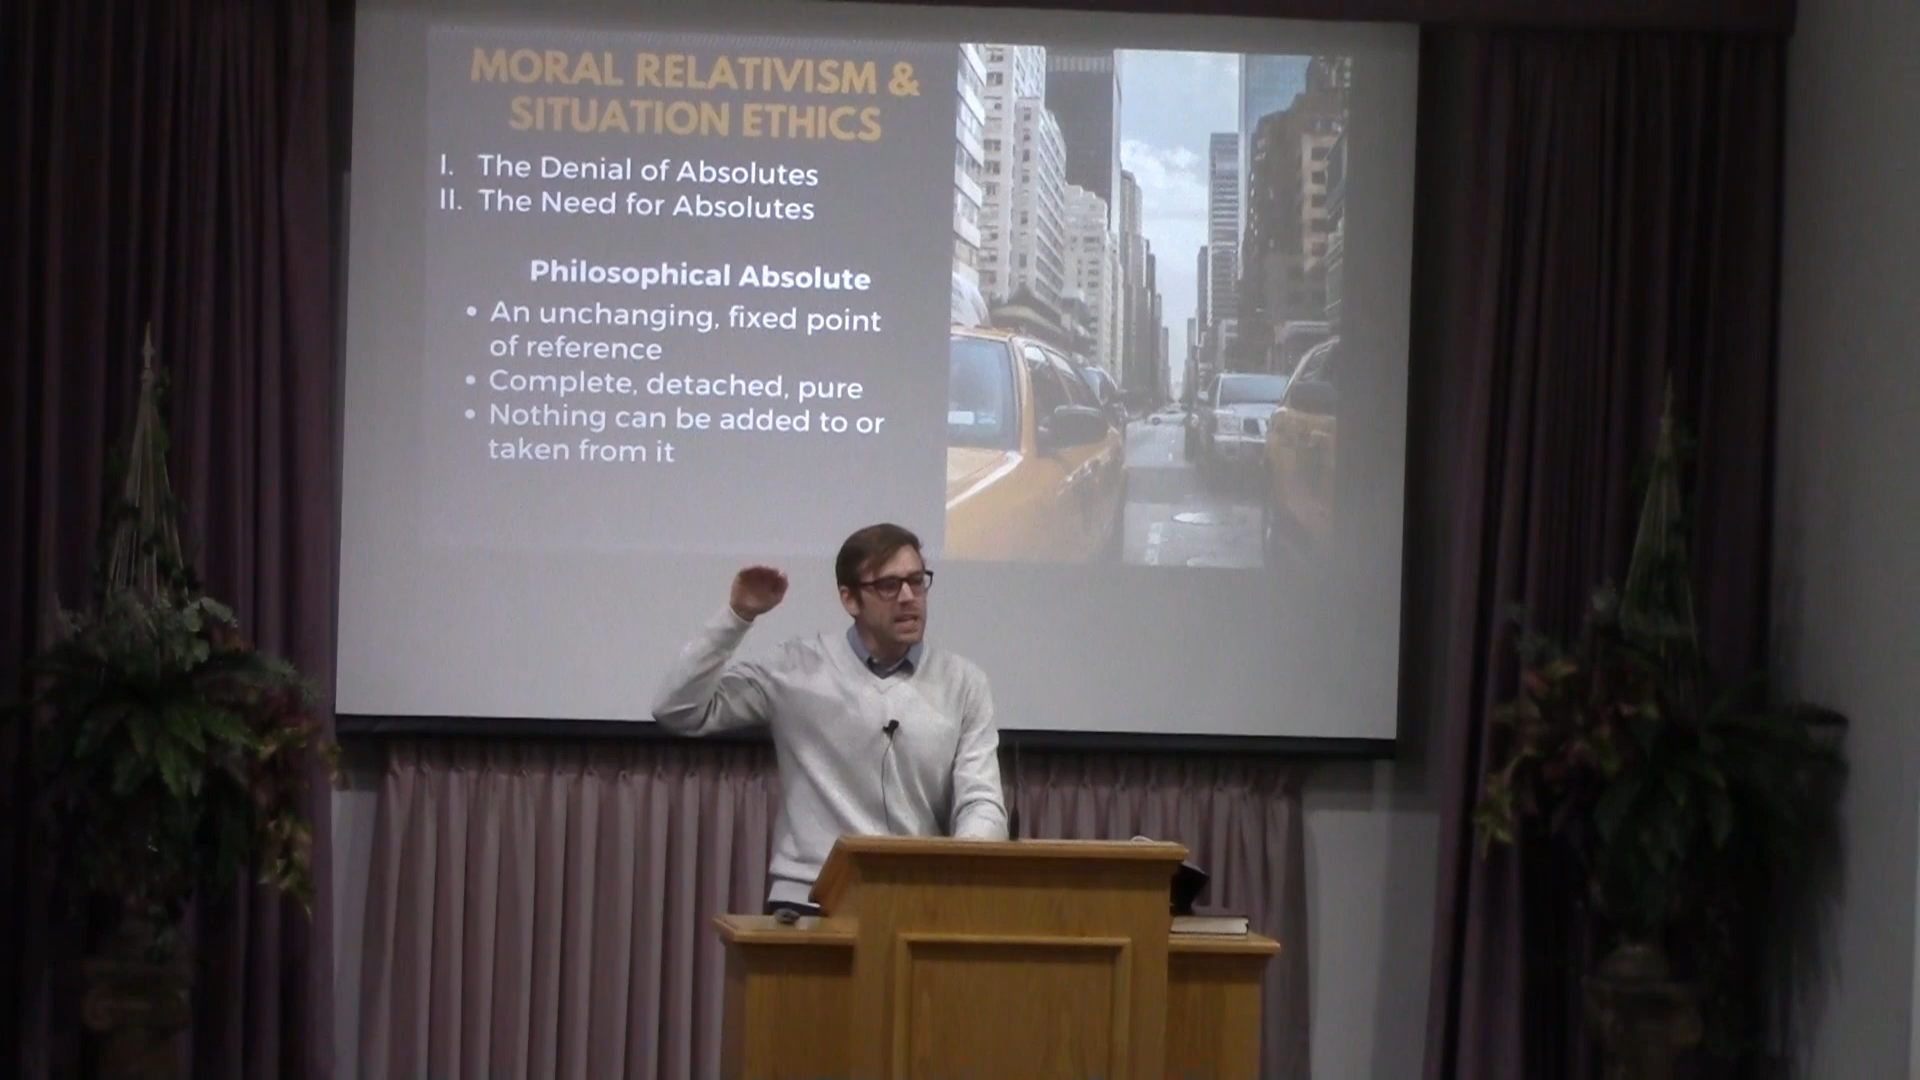 MORAL RELATIVISM &
SITUATION ETHICS
I. The Denial of Absolutes
II. The Need for Absolutes
Philosophical Absolute
• An unchanging, fixed point
of reference
• Complete, detached, pure
• Nothing can be added to or
taken from it